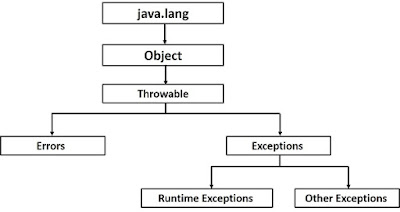 java.lang
Object
Throwable
Errors
Exceptions
Runtime Exceptions
Other Exceptions